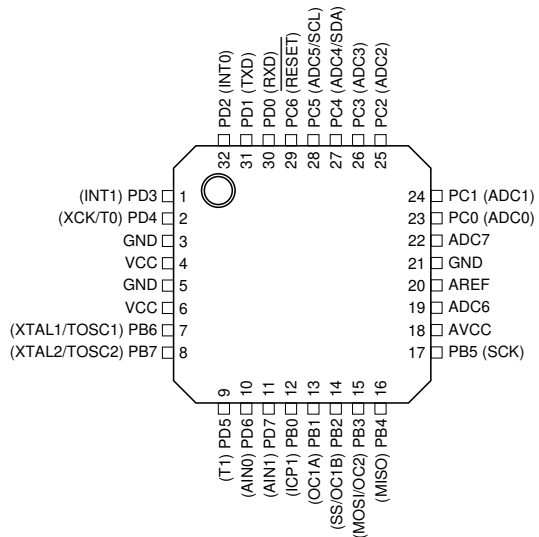 PD2 (INT0)
PD1 (TXD)
PD0 (RXD)
PC6 (RESET)
PC5 (ADC5/SCL)
PC4 (ADC4/SDA)
PC3 (ADC3)
PC2 (ADC2)
32
31
30
29
28
27
26
25
(INT1) PD3 1
(XCK/T0) PD4 2
GND 3
VCC 4
GND 5
VCC 6
(XTAL1/TOSC1) PB6 7
(XTAL2/TOSC2) PB7 8
24 PC1 (ADC1)
23 PC0 (ADC0)
22 ADC7
21 GND
20 AREF
19 ADC6
18 AVCC
17 PB5 (SCK)
9
10
11
12
13
14
15
16
(T1) PD5
(AIN0) PD6
(AIN1) PD7
(ICP1) PB0
(OC1A) PB1
(SS/OC1B) PB2
(MOSI/OC2) PB3
(MISO) PB4